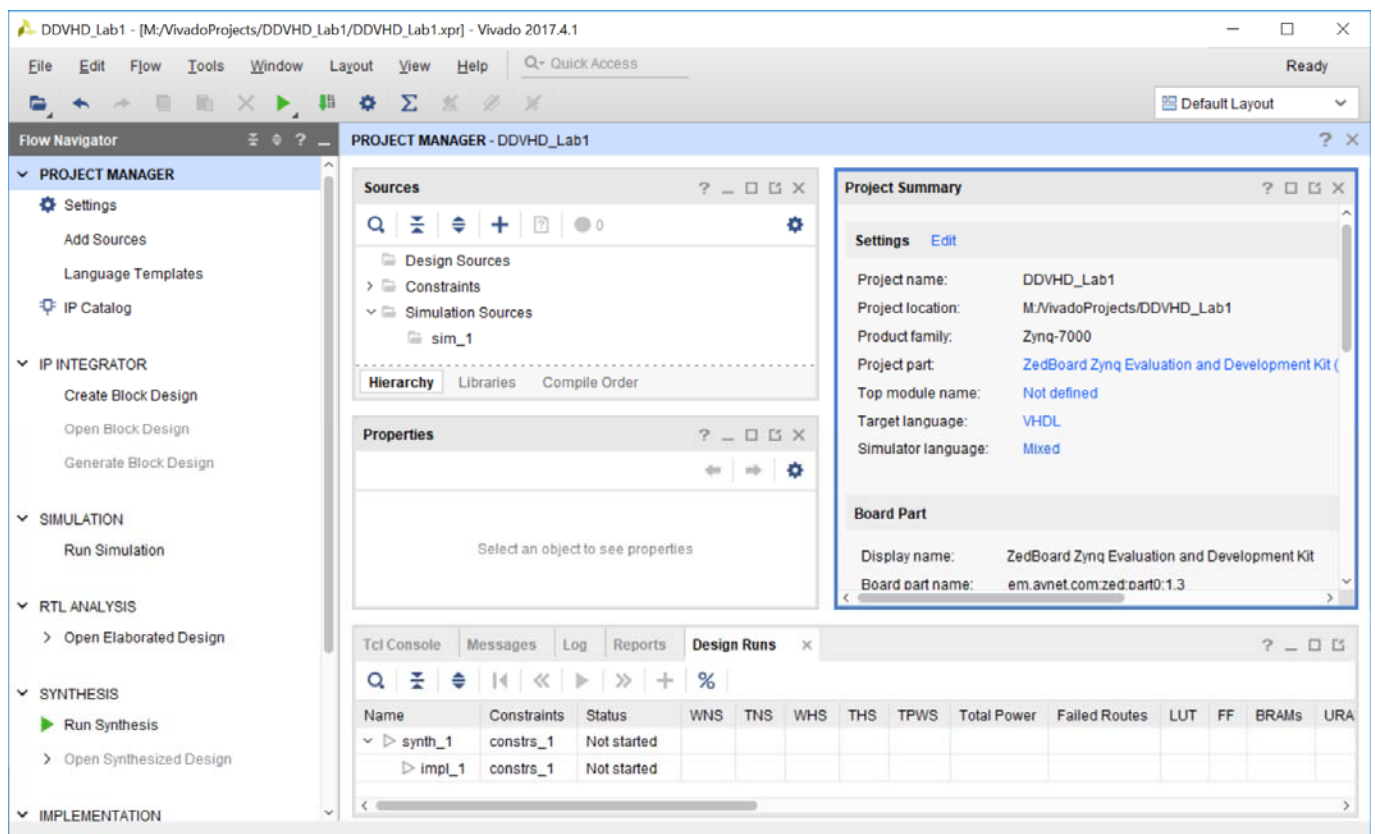 DDVHD_Lab1 - [M:/VivadoProjects/DDVHD_Lab1/DDVHD_Lab1.xpr] - Vivado 2017.4.1
File Edit Flow Tools Window Layout View Help Quick Access Ready
Default Layout
Flow Navigator
PROJECT MANAGER
Settings
Add Sources
Language Templates
IP Catalog
IP INTEGRATOR
Create Block Design
Open Block Design
Generate Block Design
SIMULATION
Run Simulation
RTL ANALYSIS
Open Elaborated Design
SYNTHESIS
Run Synthesis
Open Synthesized Design
IMPLEMENTATION
PROJECT MANAGER - DDVHD_Lab1
Sources
0
Design Sources
Constraints
Simulation Sources
sim_1
Hierarchy Libraries Compile Order
Properties
Select an object to see properties
Project Summary
Settings Edit
Project name: DDVHD_Lab1
Project location: M:/VivadoProjects/DDVHD_Lab1
Product family: Zynq-7000
Project part: ZedBoard Zynq Evaluation and Development Kit (
Top module name: Not defined
Target language: VHDL
Simulator language: Mixed
Board Part
Display name: ZedBoard Zynq Evaluation and Development Kit
Board part name: em.avnet.com:zed:part0:1.3
Tcl Console Messages Log Reports Design Runs
Name Constraints Status WNS TNS WHS THS TPWS Total Power Failed Routes LUT FF BRAMs URA
synth_1 constrs_1 Not started
impl_1 constrs_1 Not started